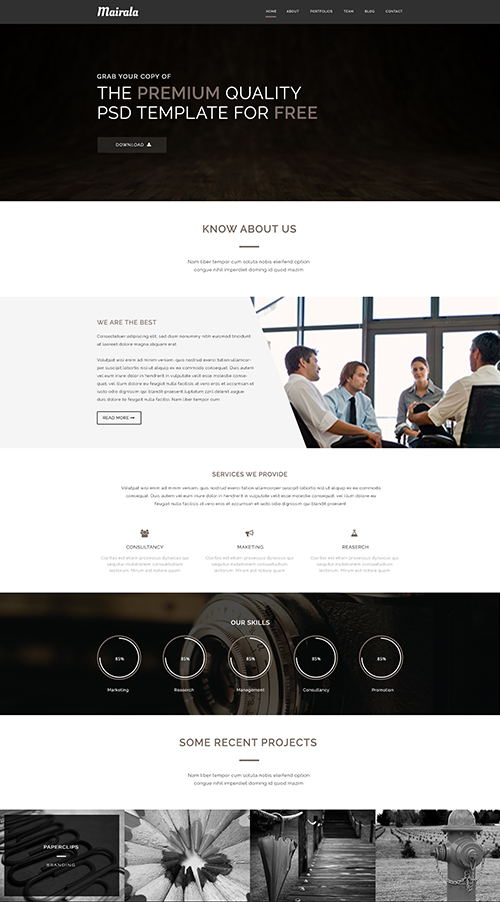 Mairala
HOME ABOUT PORTFOLIOS TEAM BLOG CONTACT
GRAB YOUR COPY OF
THE PREMIUM QUALITY
PSD TEMPLATE FOR FREE
DOWNLOAD
KNOW ABOUT US
Nam liber tempor cum soluta nobis eleifend option
congue nihil imperdiet doming id quod mazim
WE ARE THE BEST
Consectetuer adipiscing elit, sed diam nonummy nibh euismod tincidunt
ut laoreet dolore magna aliquam erat
Volutpat wisi enim ad minim veniam, quis nostrud exerci tation ullamcor-
per suscipit lobortis nisl ut aliquip ex ea commodo consequat. Duis autem
vel eum iriure dolor in hendrerit in vulputate velit esse molestie conse-
quat, vel illum dolore eu feugiat nulla facilisis at vero eros et accumsan et
iusto odio dignissim qui blandit praesent luptatum zzril delenit augue
duis dolore te feugait nulla facilisi. Nam liber tempor cum
READ MORE
SERVICES WE PROVIDE
Volutpat wisi enim ad minim veniam, quis nostrud exerci tation ullamcorper suscipit lobortis nisl ut aliquip ex ea commodo
consequat. Duis autem vel eum iriure dolor in hendrerit in vulputate velit esse molestie consequat, vel illum dolore eu
feugiat nulla facilisis at vero eros et accumsan et iusto odio dignissim qui blandit praesent
CONSULTANCY
MAKETING
REASERCH
Claritas est etiam processus dynamicus qui
sequitur mutationem consuetudium
lectorum. Mirum est notare quam
Claritas est etiam processus dynamicus qui
sequitur mutationem consuetudium
lectorum. Mirum est notare quam
Claritas est etiam processus dynamicus qui
sequitur mutationem consuetudium
lectorum. Mirum est notare quam
OUR SKILLS
85% 85% 85% 85% 85%
Marketing Reaserch Management Consultancy Promotion
SOME RECENT PROJECTS
Nam liber tempor cum soluta nobis eleifend option
congue nihil imperdiet doming id quod mazim
PAPERCLIPS
BRANDING